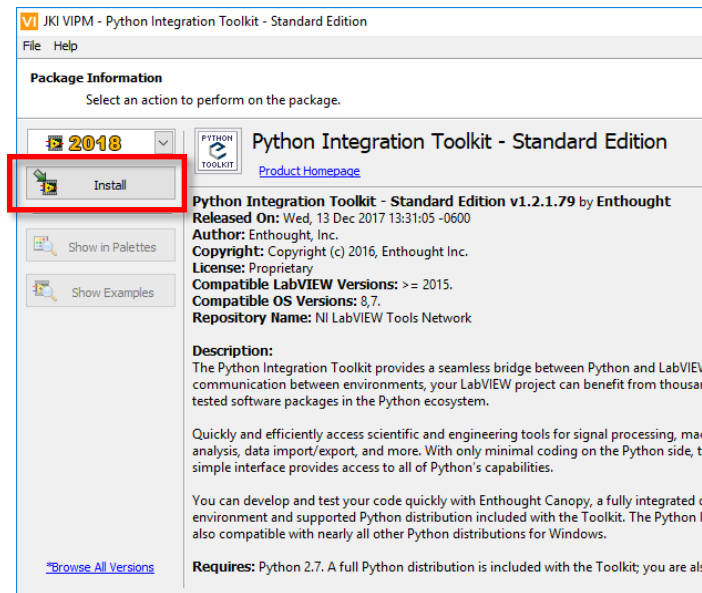 VI JKI VIPM - Python Integration Toolkit - Standard Edition
File Help
Package Information
Select an action to perform on the package.
2018
PYTHON
TOOLKIT
Python Integration Toolkit - Standard Edition
Product Homepage
Install
Show in Palettes
Show Examples
*Browse All Versions
Python Integration Toolkit - Standard Edition v1.2.1.79 by Enthought
Released On: Wed, 13 Dec 2017 13:31:05 -0600
Author: Enthought, Inc.
Copyright: Copyright (c) 2016, Enthought Inc.
License: Proprietary
Compatible LabVIEW Versions: >= 2015.
Compatible OS Versions: 8,7.
Repository Name: NI LabVIEW Tools Network
Description:
The Python Integration Toolkit provides a seamless bridge between Python and LabVIEW
communication between environments, your LabVIEW project can benefit from thousa
tested software packages in the Python ecosystem.
Quickly and efficiently access scientific and engineering tools for signal processing, ma
analysis, data import/export, and more. With only minimal coding on the Python side, t
simple interface provides access to all of Python's capabilities.
You can develop and test your code quickly with Enthought Canopy, a fully integrated
environment and supported Python distribution included with the Toolkit. The Python
also compatible with nearly all other Python distributions for Windows.
Requires: Python 2.7. A full Python distribution is included with the Toolkit; you are al